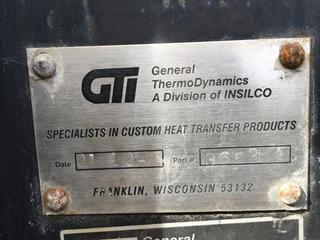 GTi
General
ThermoDynamics
A Division of INSILCO
SPECIALISTS IN CUSTOM HEAT TRANSFER PRODUCTS
Date Part #
FRANKLIN, WISCONSIN 53132
General